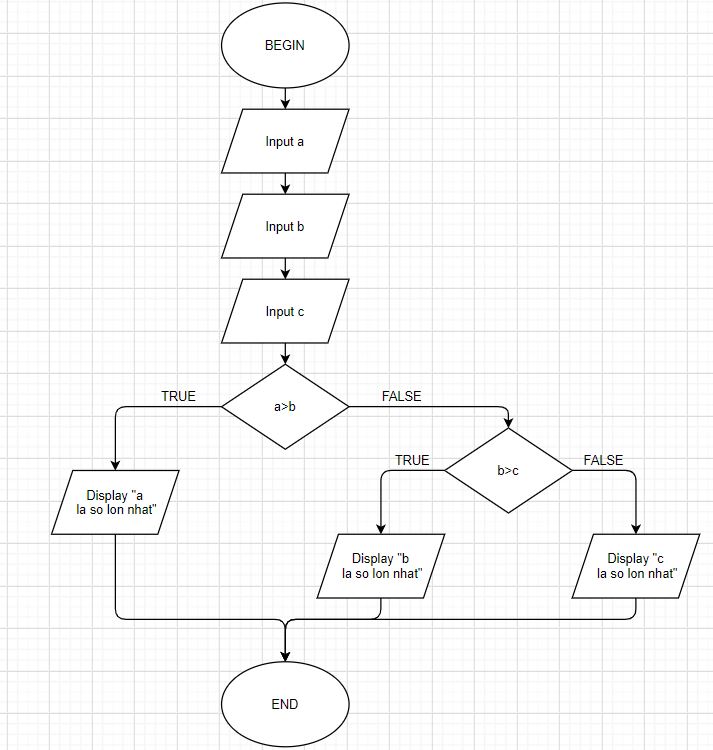 BEGIN
Input a
Input b
Input c
a>b
TRUE
FALSE
b>c
TRUE
FALSE
Display "a
la so lon nhat"
Display "b
la so lon nhat"
Display "c
la so lon nhat"
END